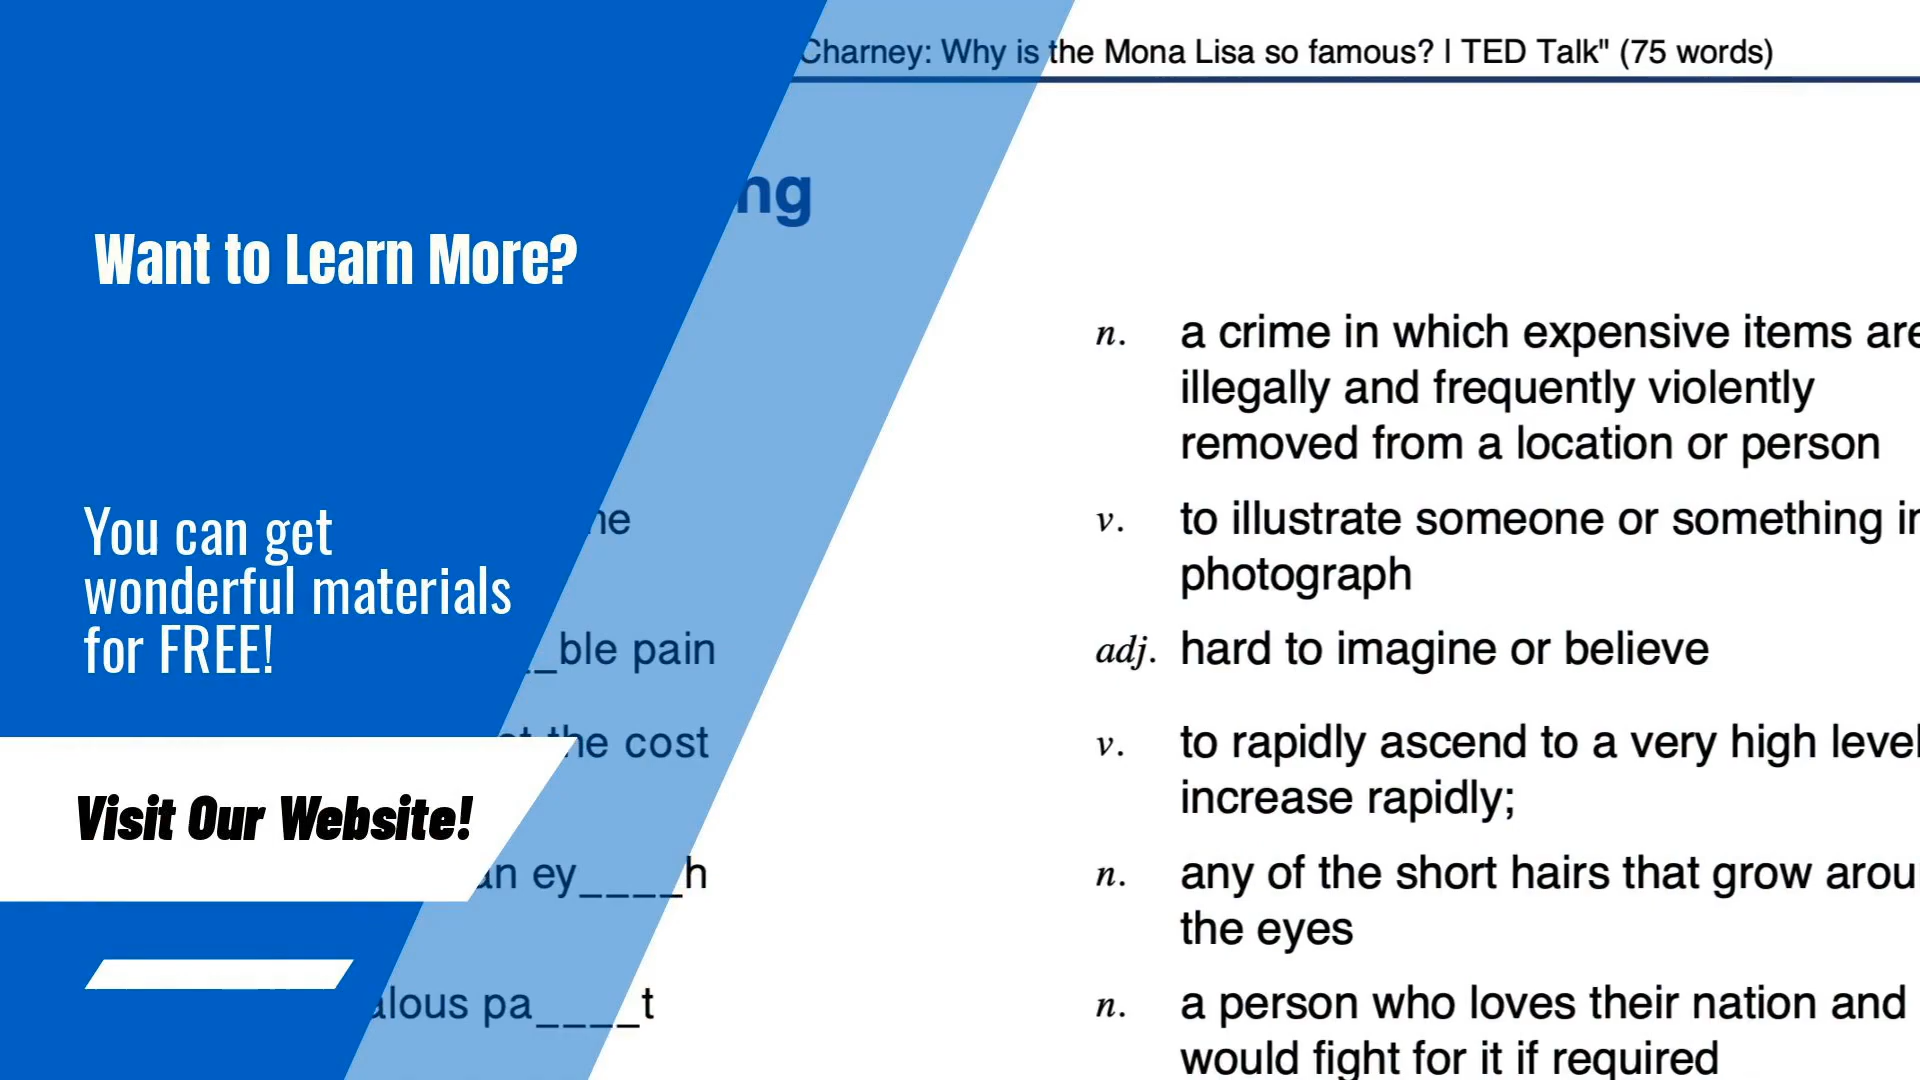 Charney: Why is the Mona Lisa so famous? | TED Talk" (75 words)
Want to Learn More?
You can get
wonderful materials
for FREE!
Visit Our Website!
n. a crime in which expensive items are
illegally and frequently violently
removed from a location or person
v. to illustrate someone or something in
photograph
_ble pain adj. hard to imagine or believe
the cost v. to rapidly ascend to a very high level
increase rapidly;
an ey____h n. any of the short hairs that grow
the eyes
pa____t n. a person who loves their nation and
would fight for it if required